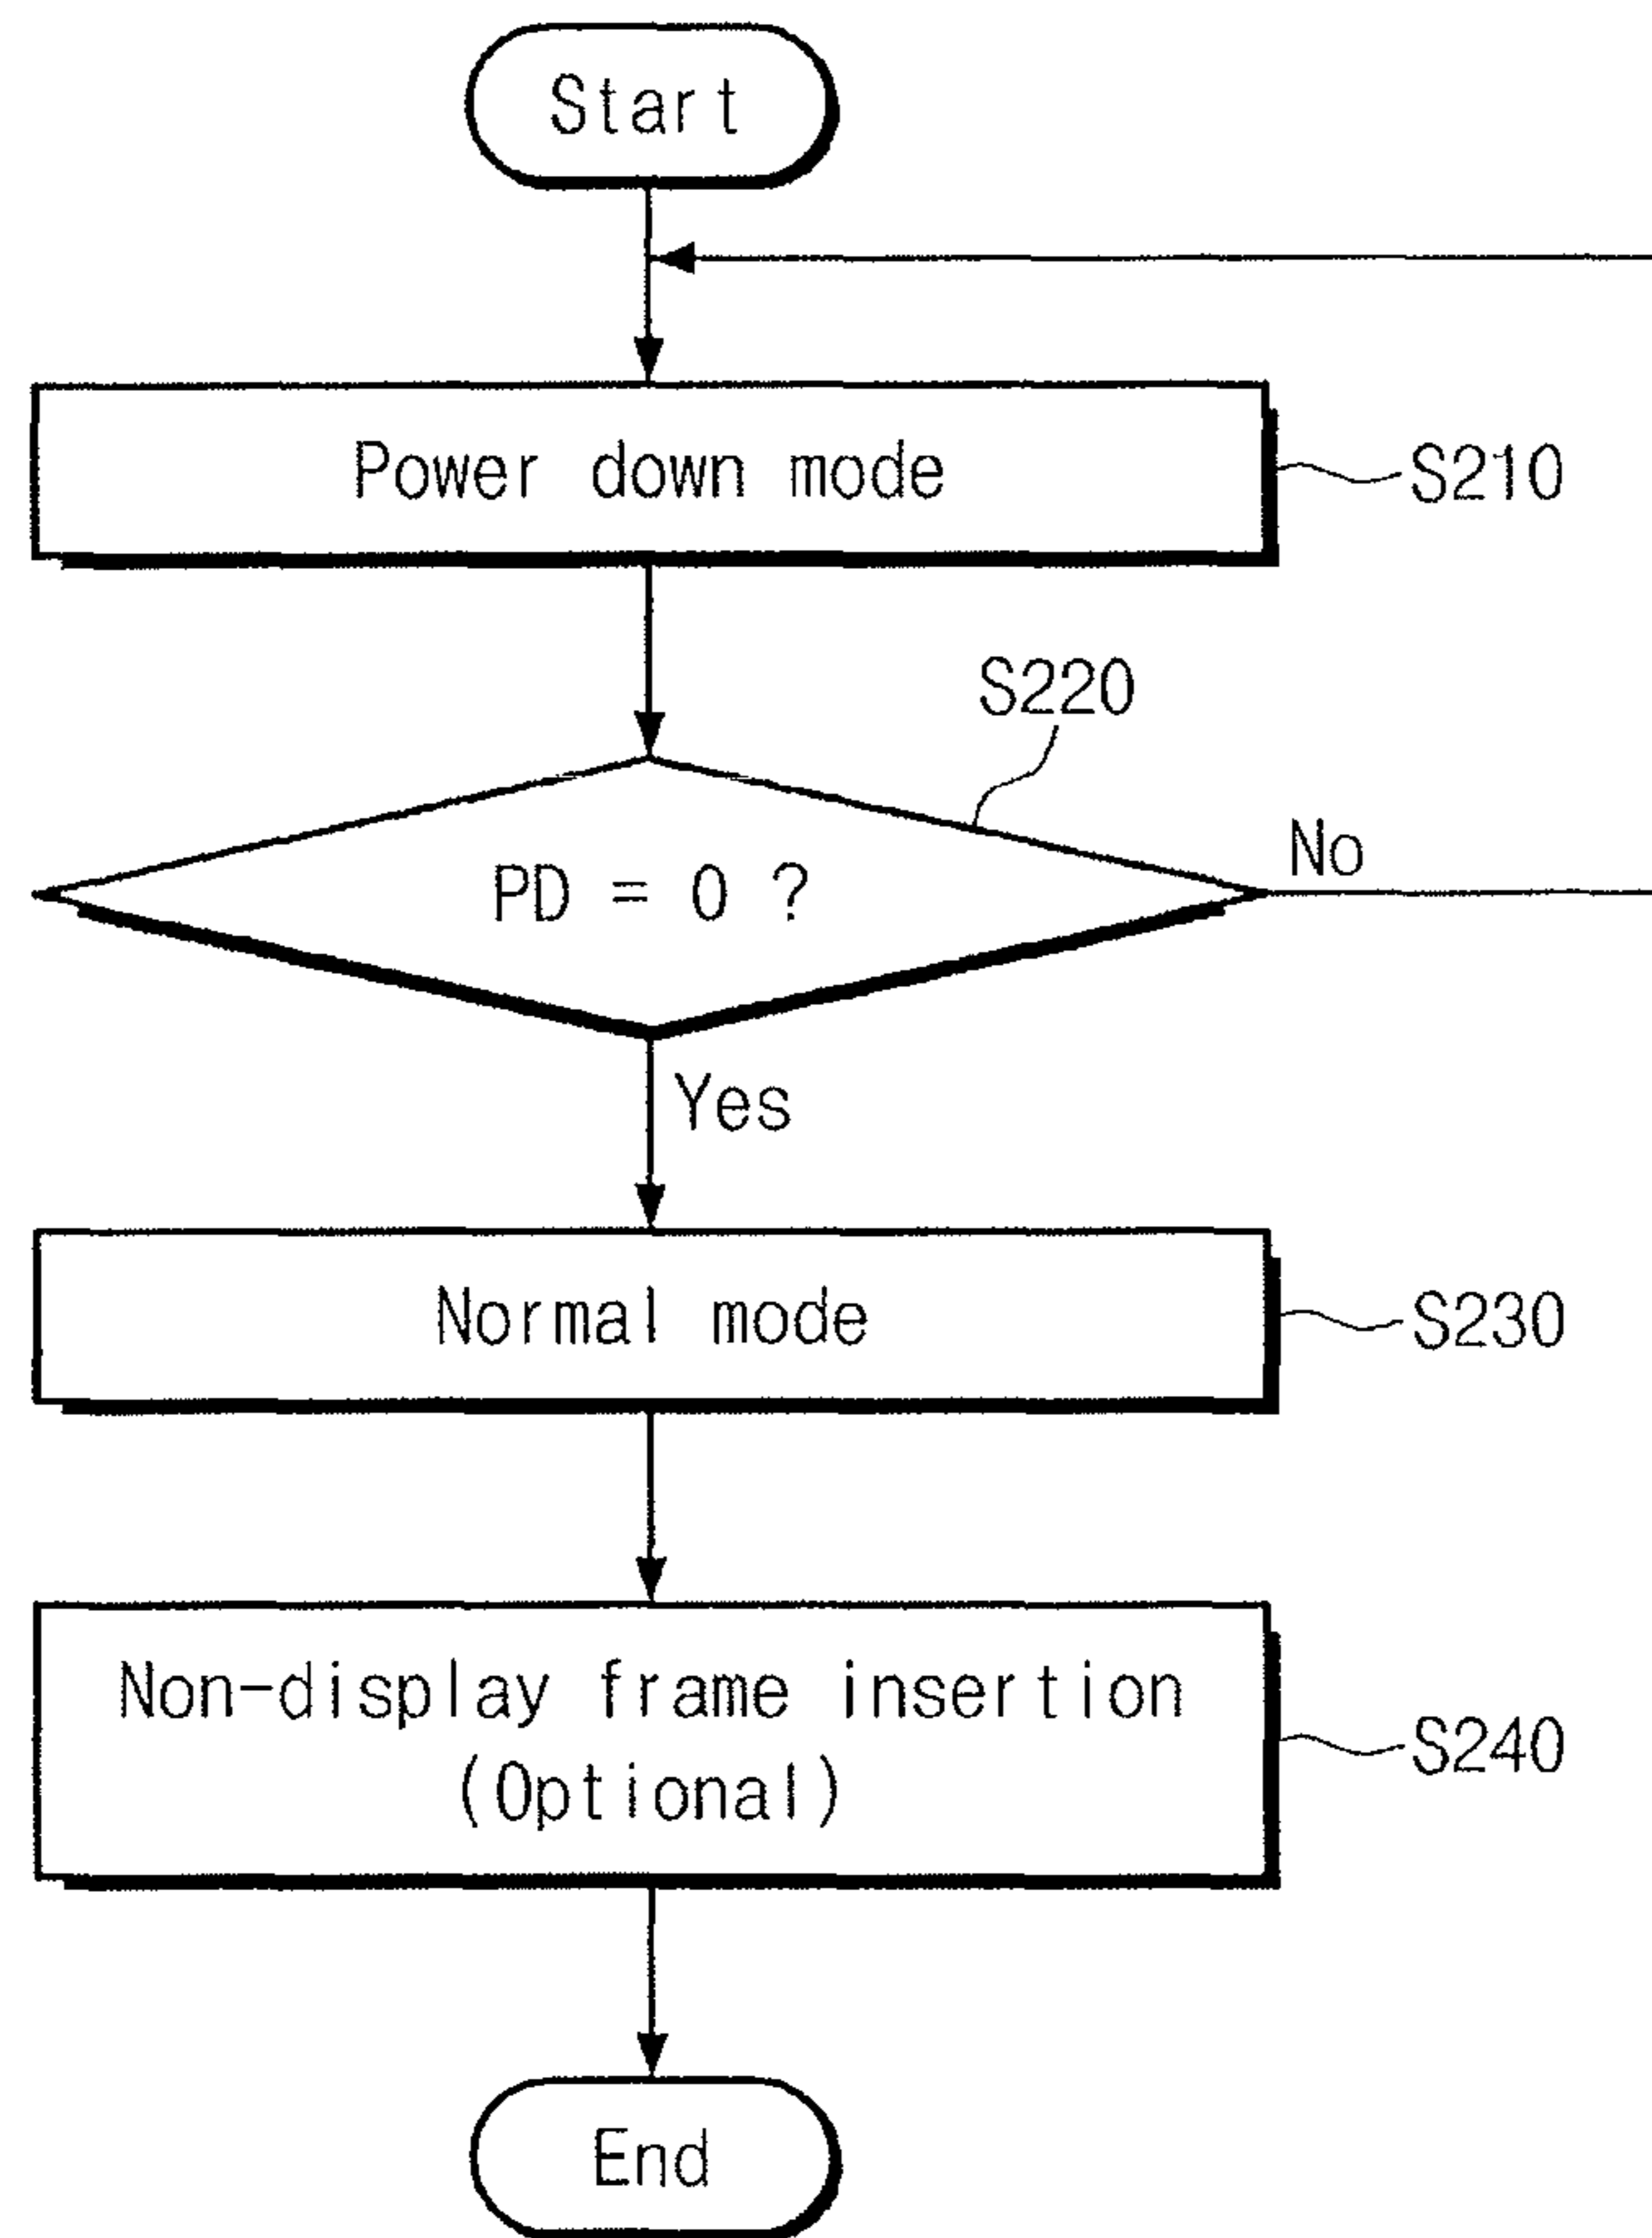 Start
Power down mode
S210
S220
PD = 0 ?
No
Yes
Normal mode
S230
Non-display frame insertion
(Optional)
S240
End